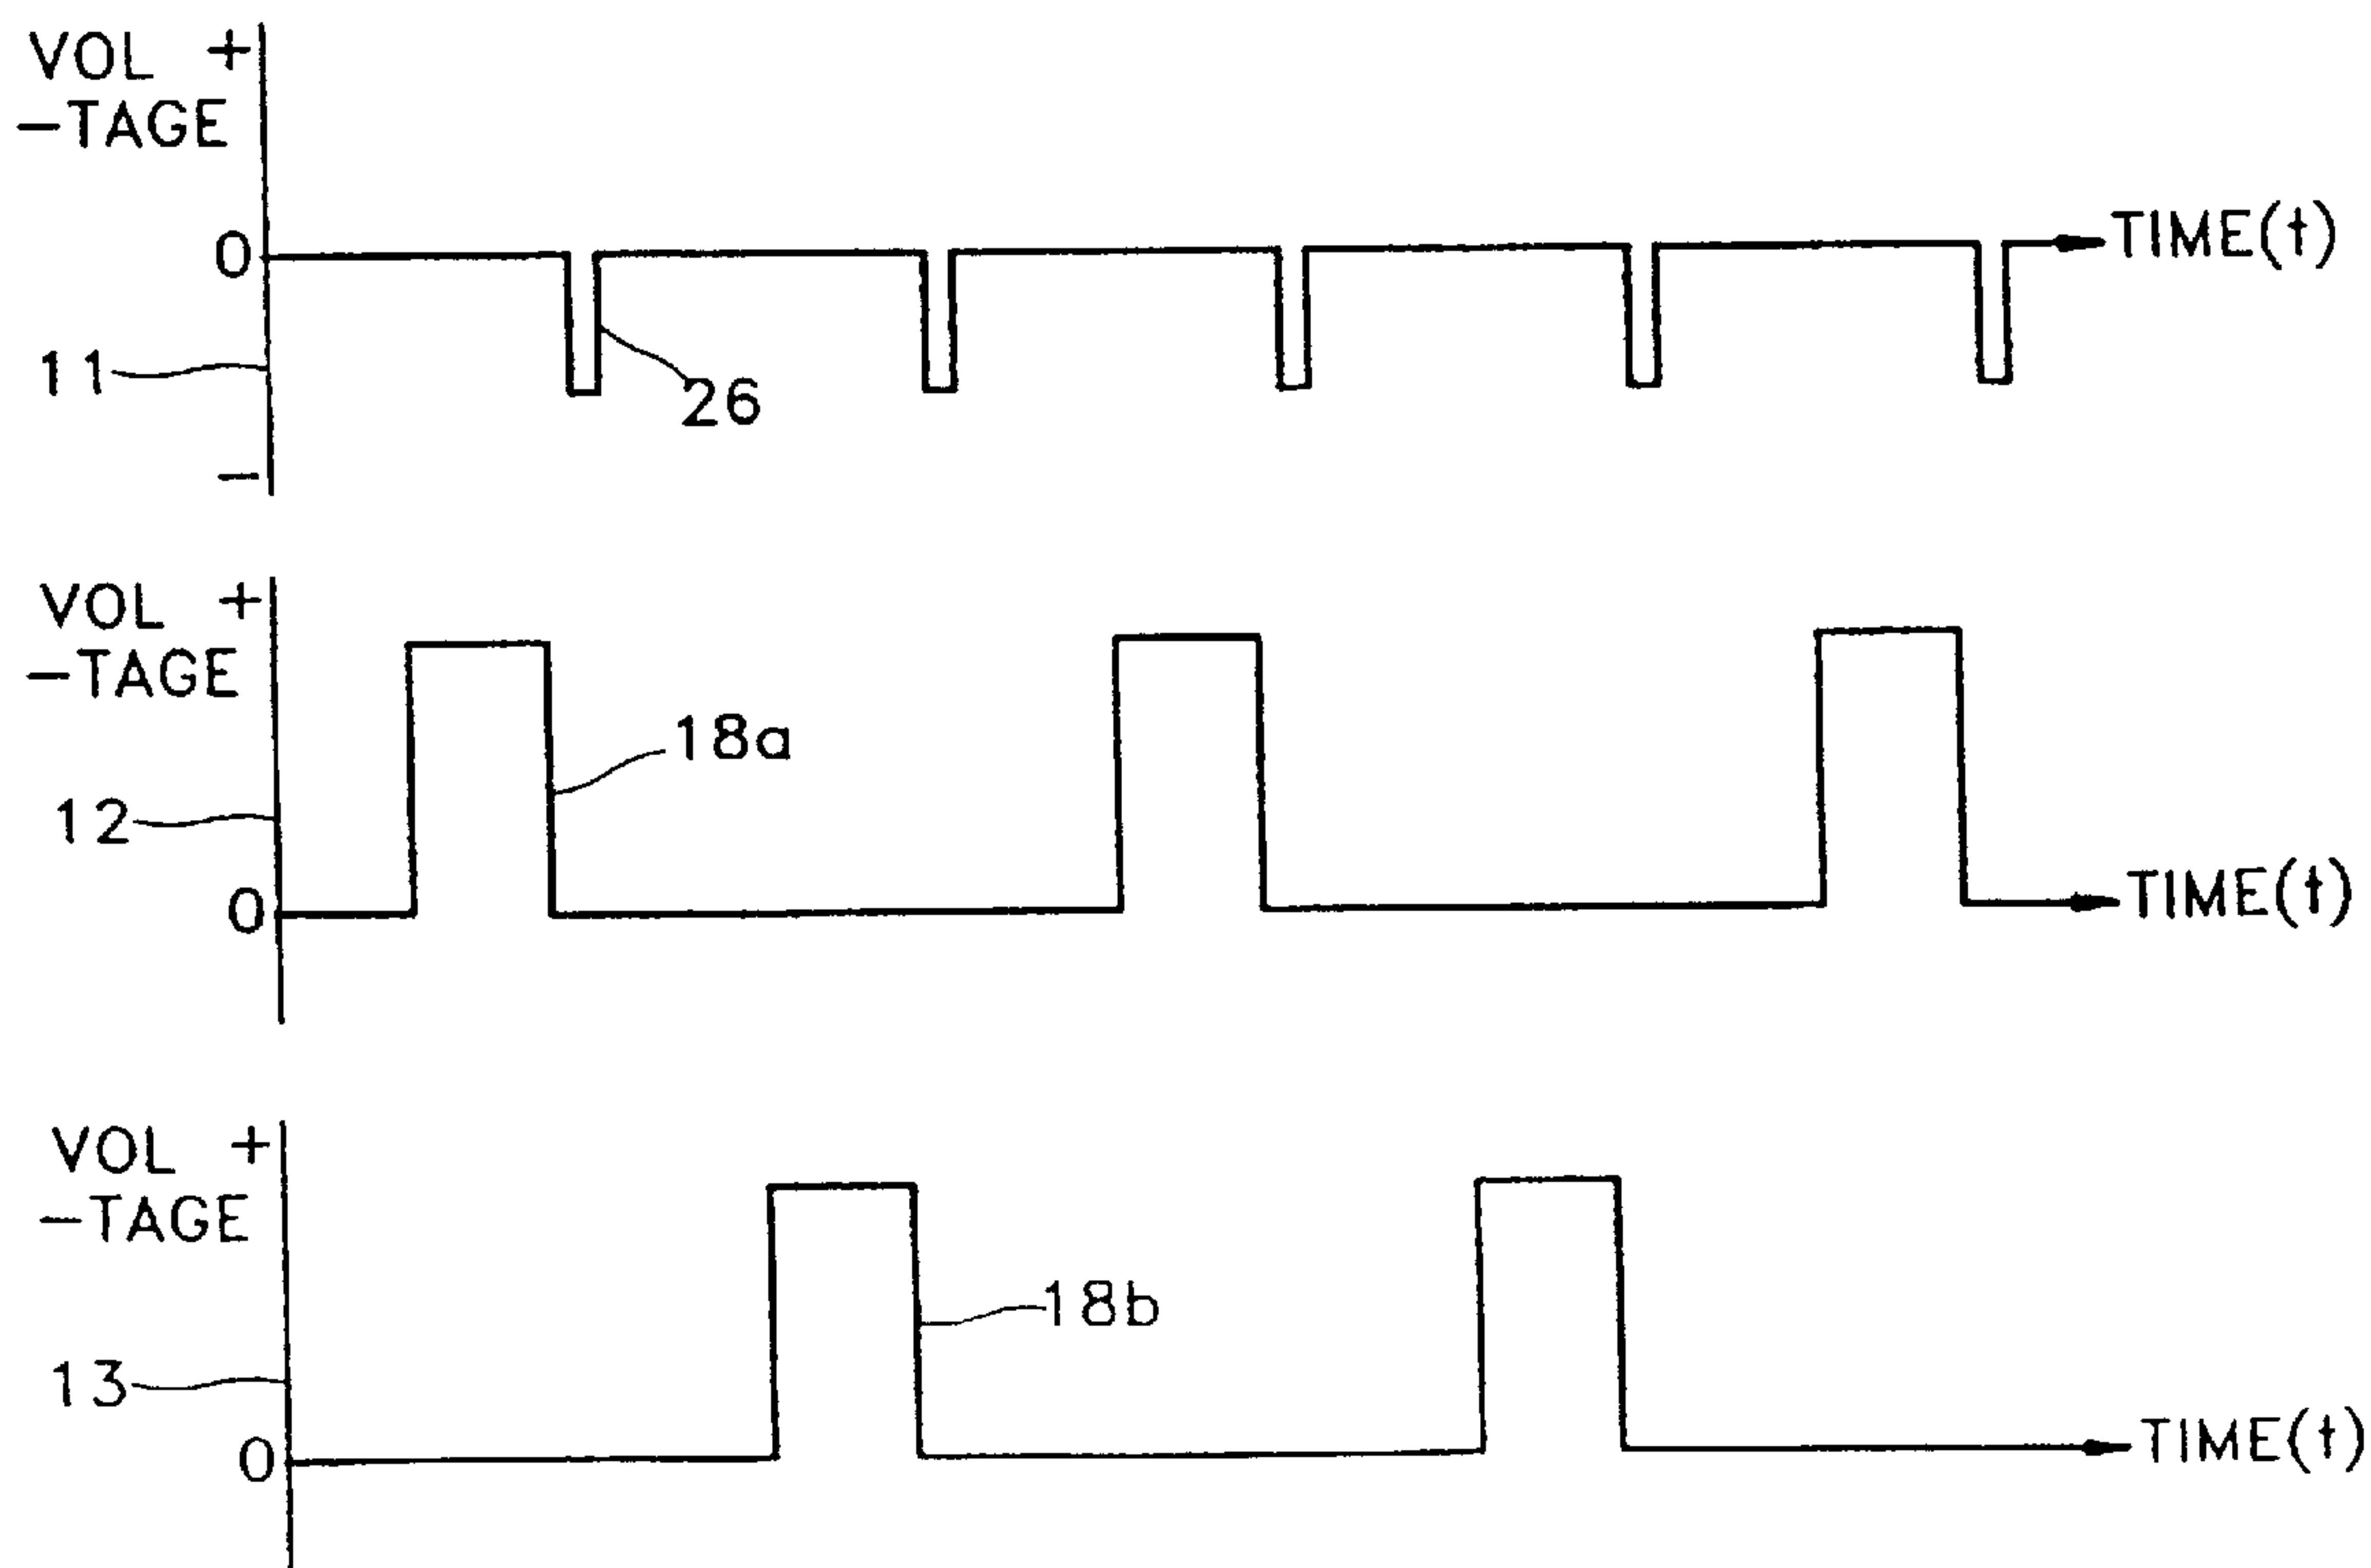 VOL +
-TAGE
0
TIME(t)
11
26
-
VOL +
-TAGE
18a
12
0
TIME(t)
VOL +
-TAGE
18b
13
0
TIME(t)